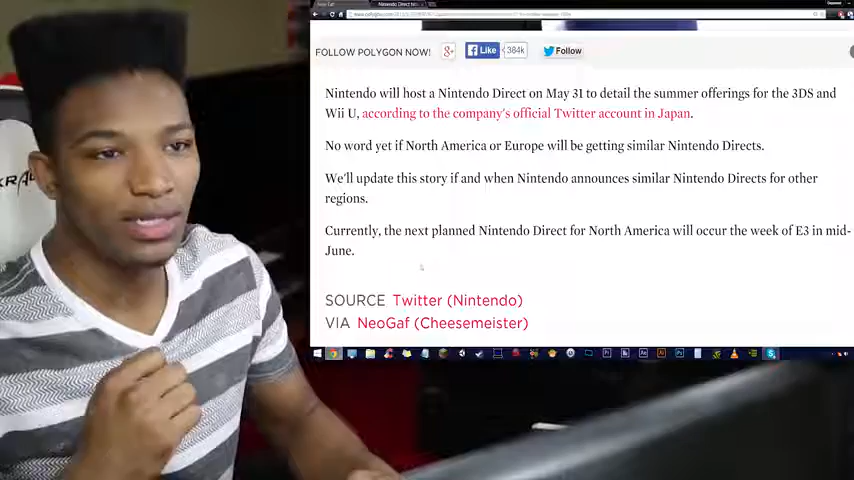 Nintendo Direct
FOLLOW POLYGON NOW! Like 384k Follow
Nintendo will host a Nintendo Direct on May 31 to detail the summer offerings for the 3DS and
Wii U, according to the company's official Twitter account in Japan.
No word yet if North America or Europe will be getting similar Nintendo Directs.
We'll update this story if and when Nintendo announces similar Nintendo Directs for other
regions.
Currently, the next planned Nintendo Direct for North America will occur the week of E3 in mid-
June.
SOURCE Twitter (Nintendo)
VIA NeoGaf (Cheesemeister)